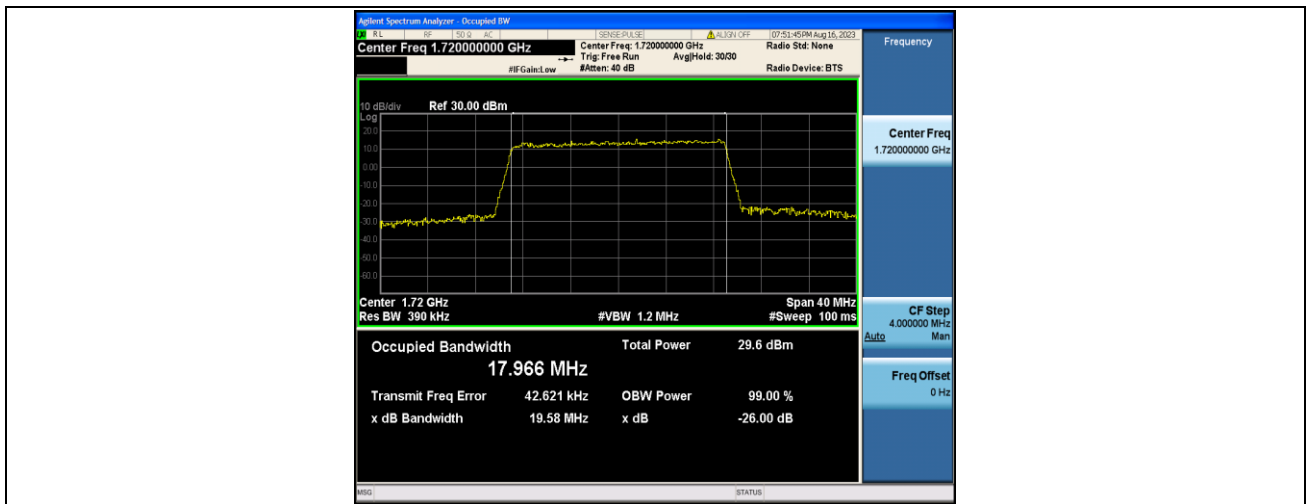 Agilent Spectrum Analyzer - Occupied BW
RL RF 50 Ω AC SENSE:PULSE ALIGN OFF 07:51:45PM Aug 16, 2023
Center Freq 1.720000000 GHz
Center Freq: 1.720000000 GHz Radio Std: None
Trig: Free Run Avg|Hold: 30/30
#IFGain:Low #Atten: 40 dB Radio Device: BTS
10 dB/div Ref 30.00 dBm
Log
20.0
10.0
0.00
-10.0
-20.0
-30.0
-40.0
-50.0
-60.0
Center 1.72 GHz Span 40 MHz
Res BW 390 kHz #VBW 1.2 MHz #Sweep 100 ms
Occupied Bandwidth Total Power 29.6 dBm
17.966 MHz
Transmit Freq Error 42.621 kHz OBW Power 99.00 %
x dB Bandwidth 19.58 MHz x dB -26.00 dB
MSG STATUS
Frequency
Center Freq
1.720000000 GHz
CF Step
4.000000 MHz
Auto Man
Freq Offset
0 Hz